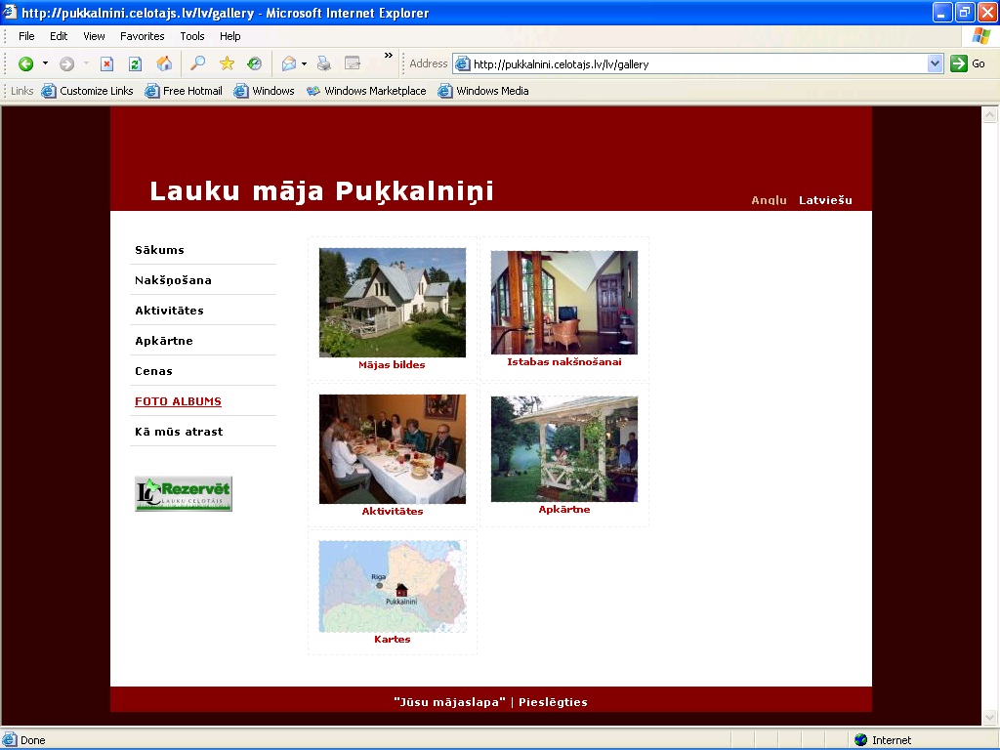 http://pukkalnini.celotajs.lv/lv/gallery - Microsoft Internet Explorer
File Edit View Favorites Tools Help
» Address http://pukkalnini.celotajs.lv/lv/gallery Go
Links Customize Links Free Hotmail Windows Windows Marketplace Windows Media
Lauku māja Puķkalniņi
Angļu Latviešu
Sākums
Nakšņošana
Aktivitātes
Apkārtne
Cenas
FOTO ALBUMS
Kā mūs atrast
LC Rezervēt
LAUKU CEĻOTĀJS
Mājas bildes
Istabas nakšņošanai
Aktivitātes
Apkārtne
Rīga
Pukkalnini
Kartes
"Jūsu mājaslapa" | Pieslēgties
Done Internet